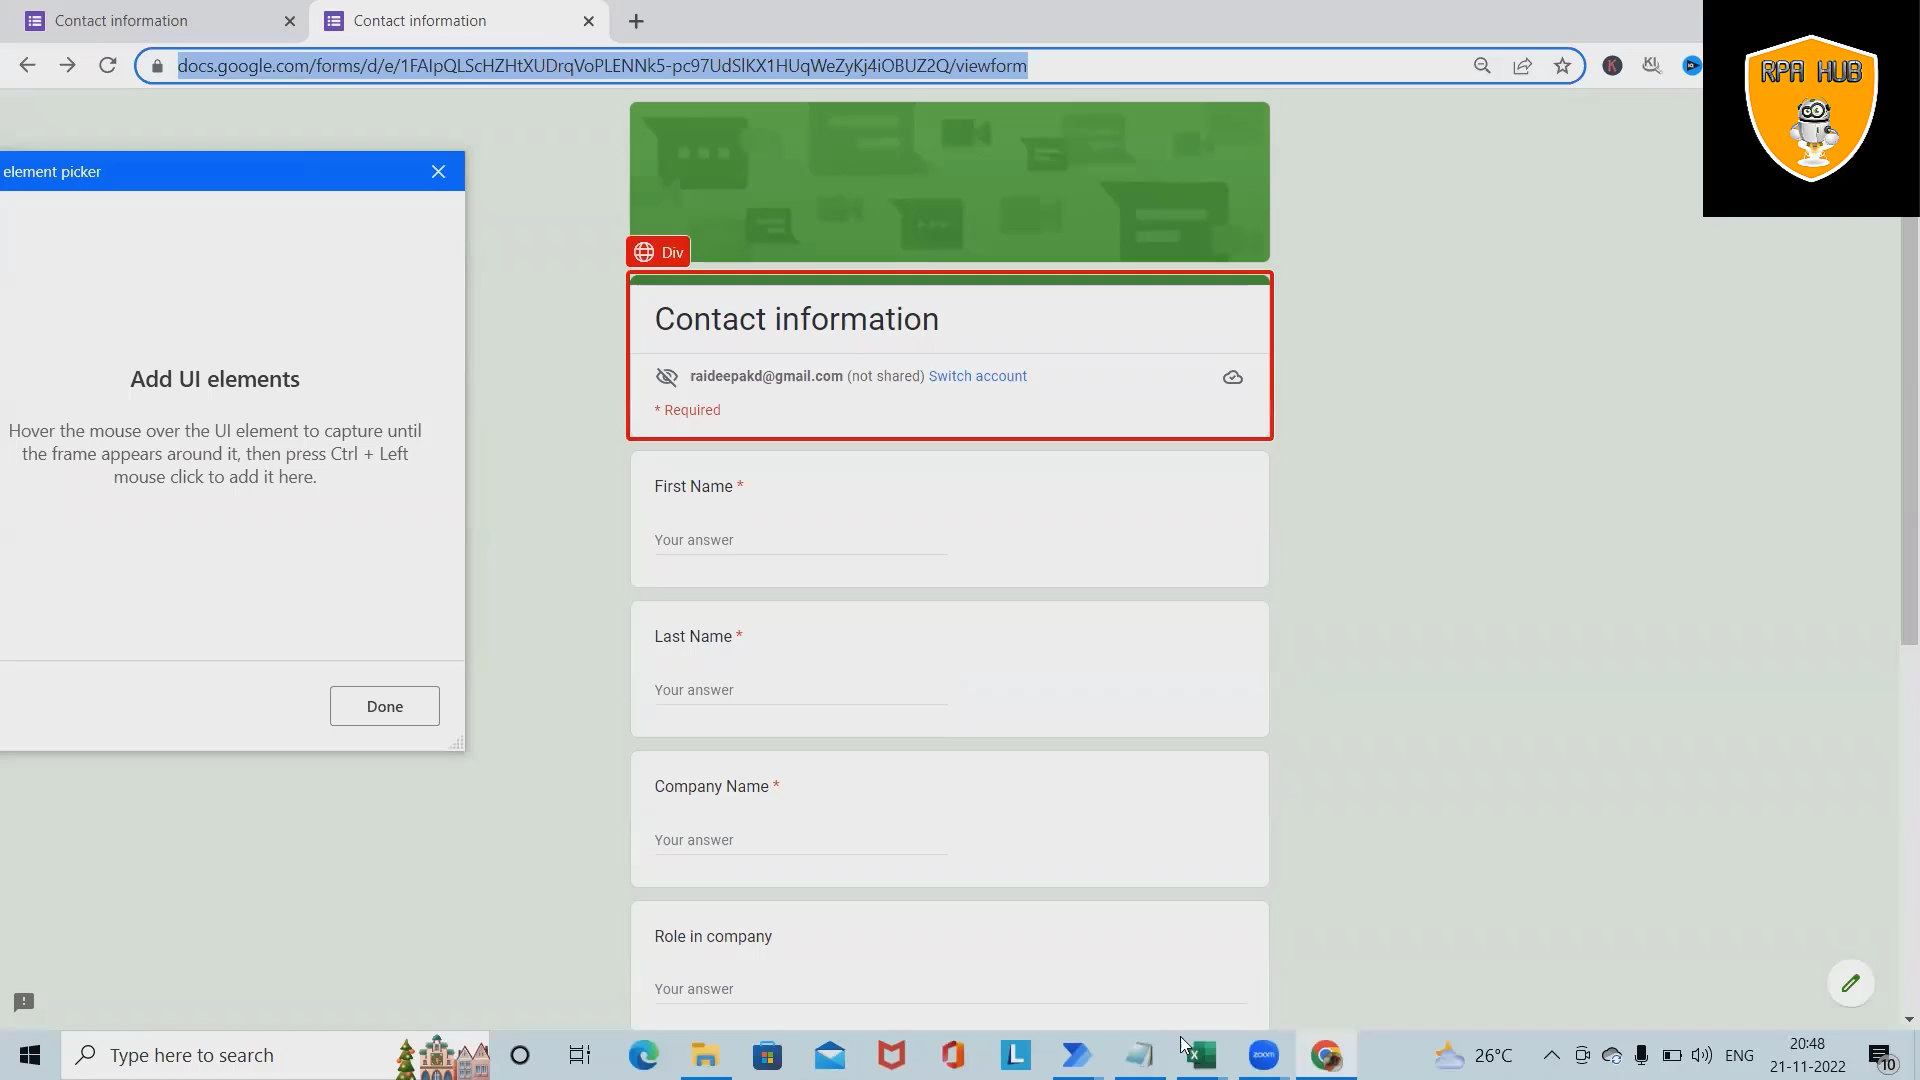 Contact information
Contact information
docs.google.com/forms/d/e/1FAIpQLScHZHtXUDrqVoPLENNk5-pc97UdSlKX1HUqWeZyKj4iOBUZ2Q/viewform
K
KL
RPA HUB
element picker
Add UI elements
Hover the mouse over the UI element to capture until
the frame appears around it, then press Ctrl + Left
mouse click to add it here.
Done
Div
Contact information
raideepakd@gmail.com (not shared) Switch account
* Required
First Name *
Your answer
Last Name *
Your answer
Company Name *
Your answer
Role in company
Your answer
Type here to search
L
zoom
26°C
ENG
20:48
21-11-2022
10